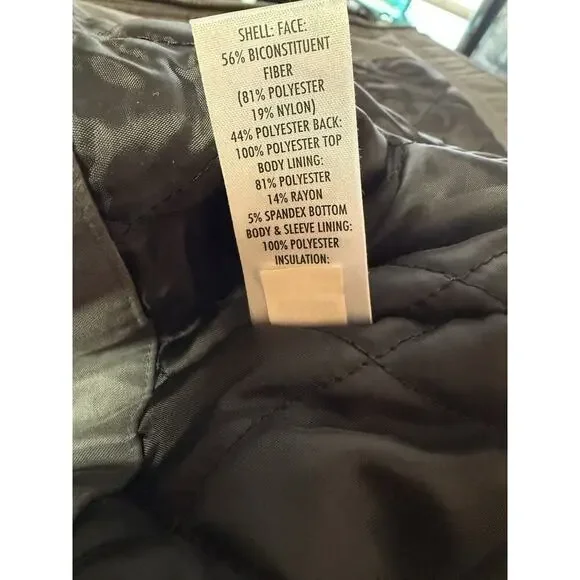 SHELL: FACE:
56% BICONSTITUENT
FIBER
(81% POLYESTER
19% NYLON)
44% POLYESTER BACK:
100% POLYESTER TOP
BODY LINING:
81% POLYESTER
14% RAYON
5% SPANDEX BOTTOM
BODY & SLEEVE LINING:
100% POLYESTER
INSULATION: